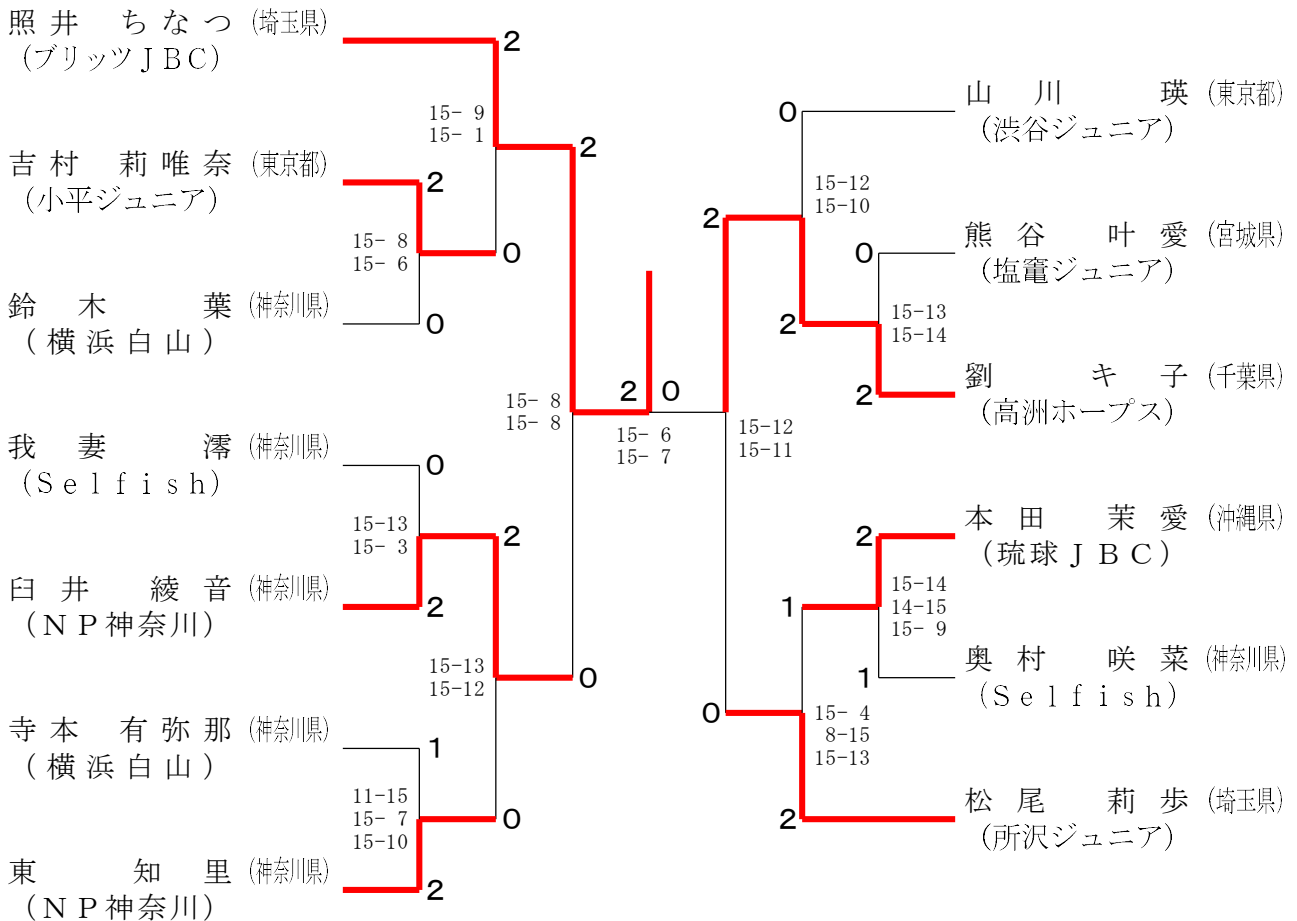 照井 ちなつ (埼玉県)
(ブリッツJBC)
2
15- 9
15- 1
2
吉村 莉唯奈 (東京都)
(小平ジュニア)
2
15- 8
15- 6
0
鈴木 葉 (神奈川県)
(横浜白山)
0
15- 8
15- 8
我妻 澪 (神奈川県)
(Selfish)
0
15-13
15- 3
2
臼井 綾音 (神奈川県)
(NP神奈川)
2
15-13
15-12
0
寺本 有弥那 (神奈川県)
(横浜白山)
1
11-15
15- 7
15-10
0
東 知里 (神奈川県)
(NP神奈川)
2
2 0
15- 6
15- 7
山川 瑛 (東京都)
(渋谷ジュニア)
0
15-12
15-10
2
熊谷 叶愛 (宮城県)
(塩竈ジュニア)
0
15-13
15-14
2
劉 キ子 (千葉県)
(高洲ホープス)
2
15-12
15-11
本田 茉愛 (沖縄県)
(琉球JBC)
2
15-14
14-15
15- 9
1
奥村 咲菜 (神奈川県)
(Selfish)
1
0
15- 4
8-15
15-13
松尾 莉歩 (埼玉県)
(所沢ジュニア)
2